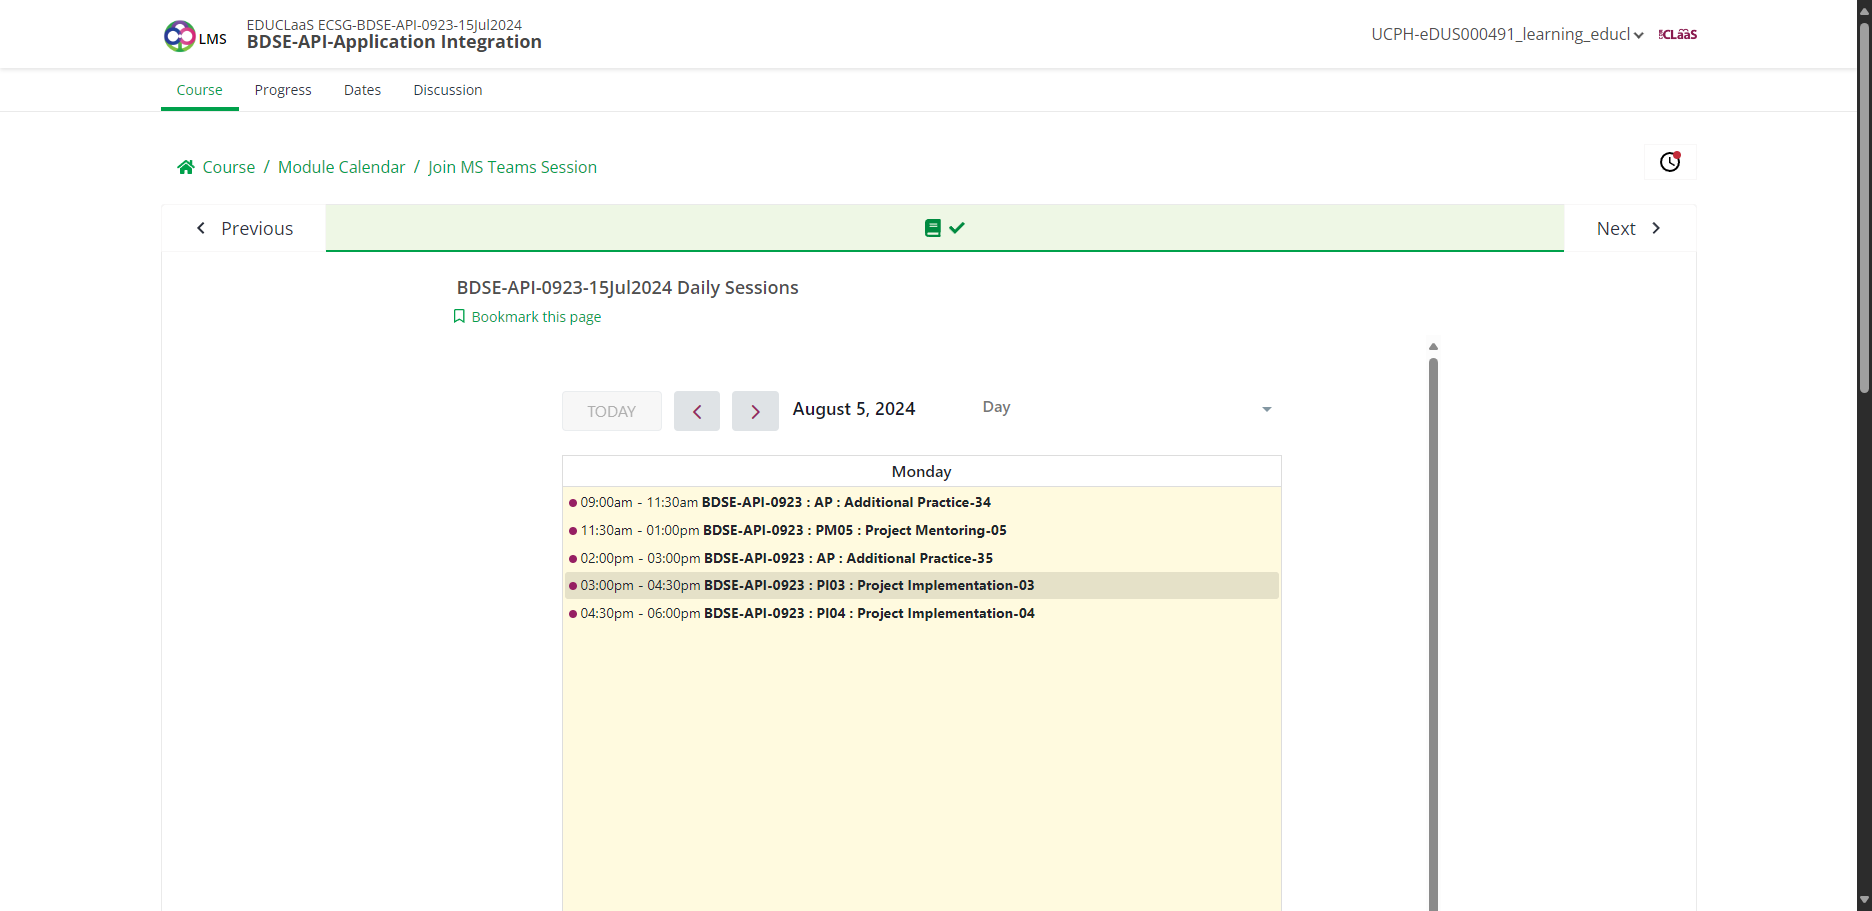 LMS
EDUCLaaS ECSG-BDSE-API-0923-15Jul2024
BDSE-API-Application Integration
UCPH-eDUS000491_learning_educl
CLaaS
Course
Progress
Dates
Discussion
Course / Module Calendar / Join MS Teams Session
Previous
Next
BDSE-API-0923-15Jul2024 Daily Sessions
Bookmark this page
TODAY
August 5, 2024
Day
Monday
09:00am - 11:30am BDSE-API-0923 : AP : Additional Practice-34
11:30am - 01:00pm BDSE-API-0923 : PM05 : Project Mentoring-05
02:00pm - 03:00pm BDSE-API-0923 : AP : Additional Practice-35
03:00pm - 04:30pm BDSE-API-0923 : PI03 : Project Implementation-03
04:30pm - 06:00pm BDSE-API-0923 : PI04 : Project Implementation-04